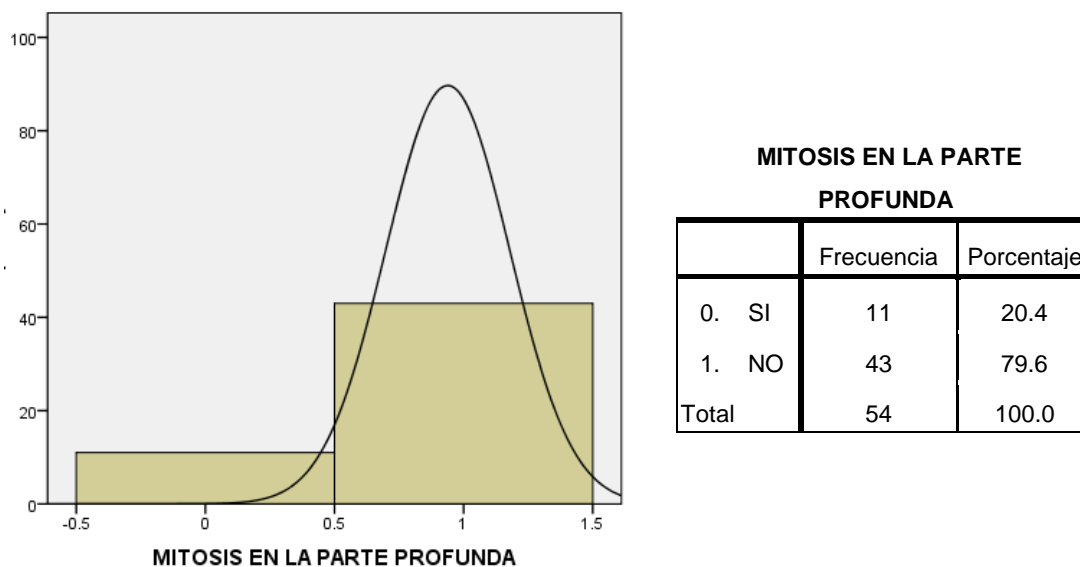 100
80
60
40
20
0
-0.5 0 0.5 1 1.5
MITOSIS EN LA PARTE PROFUNDA
MITOSIS EN LA PARTE
PROFUNDA
Frecuencia Porcentaje
0. SI 11 20.4
1. NO 43 79.6
Total 54 100.0